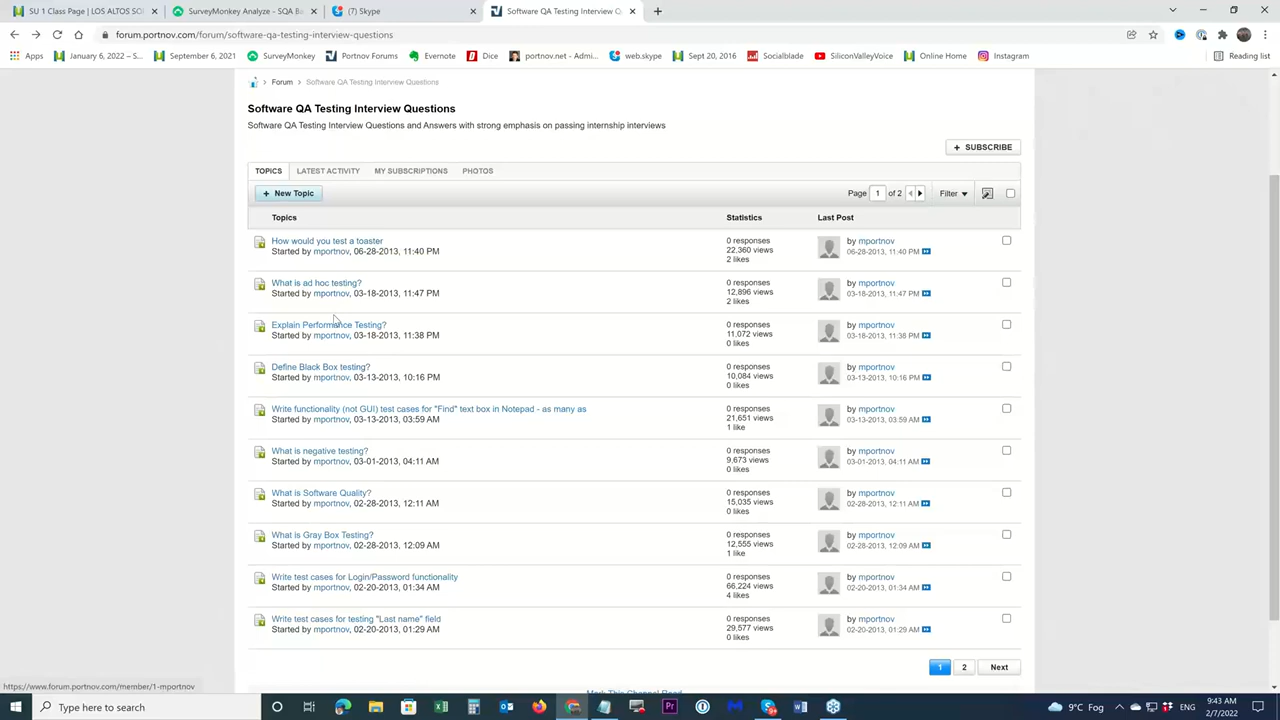 SU 1 Class Page | LOS ALTOS SO
SurveyMonkey Analyze - SQA Ba
(7) Skype
Software QA Testing Interview Q
forum.portnov.com/forum/software-qa-testing-interview-questions
Apps
January 6, 2022 – S...
September 6, 2021
SurveyMonkey
Portnov Forums
Evernote
Dice
portnov.net - Admi...
web.skype
Sept 20, 2016
Socialblade
SiliconValleyVoice
Online Home
Instagram
Reading list
Forum
Software QA Testing Interview Questions
Software QA Testing Interview Questions
Software QA Testing Interview Questions and Answers with strong emphasis on passing internship interviews
+ SUBSCRIBE
TOPICS
LATEST ACTIVITY
MY SUBSCRIPTIONS
PHOTOS
+ New Topic
Page 1 of 2
Filter
Topics
Statistics
Last Post
How would you test a toaster
Started by mportnov, 06-28-2013, 11:40 PM
0 responses
22,360 views
2 likes
by mportnov
06-28-2013, 11:40 PM
What is ad hoc testing?
Started by mportnov, 03-18-2013, 11:47 PM
0 responses
12,896 views
2 likes
by mportnov
03-18-2013, 11:47 PM
Explain Performance Testing?
Started by mportnov, 03-18-2013, 11:38 PM
0 responses
11,072 views
0 likes
by mportnov
03-18-2013, 11:38 PM
Define Black Box testing?
Started by mportnov, 03-13-2013, 10:16 PM
0 responses
10,084 views
0 likes
by mportnov
03-13-2013, 10:16 PM
Write functionality (not GUI) test cases for "Find" text box in Notepad - as many as
Started by mportnov, 03-13-2013, 03:59 AM
0 responses
21,651 views
1 like
by mportnov
03-13-2013, 03:59 AM
What is negative testing?
Started by mportnov, 03-01-2013, 04:11 AM
0 responses
9,673 views
0 likes
by mportnov
03-01-2013, 04:11 AM
What is Software Quality?
Started by mportnov, 02-28-2013, 12:11 AM
0 responses
15,035 views
0 likes
by mportnov
02-28-2013, 12:11 AM
What is Gray Box Testing?
Started by mportnov, 02-28-2013, 12:09 AM
0 responses
12,555 views
1 like
by mportnov
02-28-2013, 12:09 AM
Write test cases for Login/Password functionality
Started by mportnov, 02-20-2013, 01:34 AM
0 responses
66,224 views
4 likes
by mportnov
02-20-2013, 01:34 AM
Write test cases for testing "Last name" field
Started by mportnov, 02-20-2013, 01:29 AM
0 responses
29,577 views
0 likes
by mportnov
02-20-2013, 01:29 AM
1
2
Next
Mark This Channel Read
https://www.forum.portnov.com/member/1-mportnov
Type here to search
9°C Fog
ENG
9:43 AM
2/7/2022